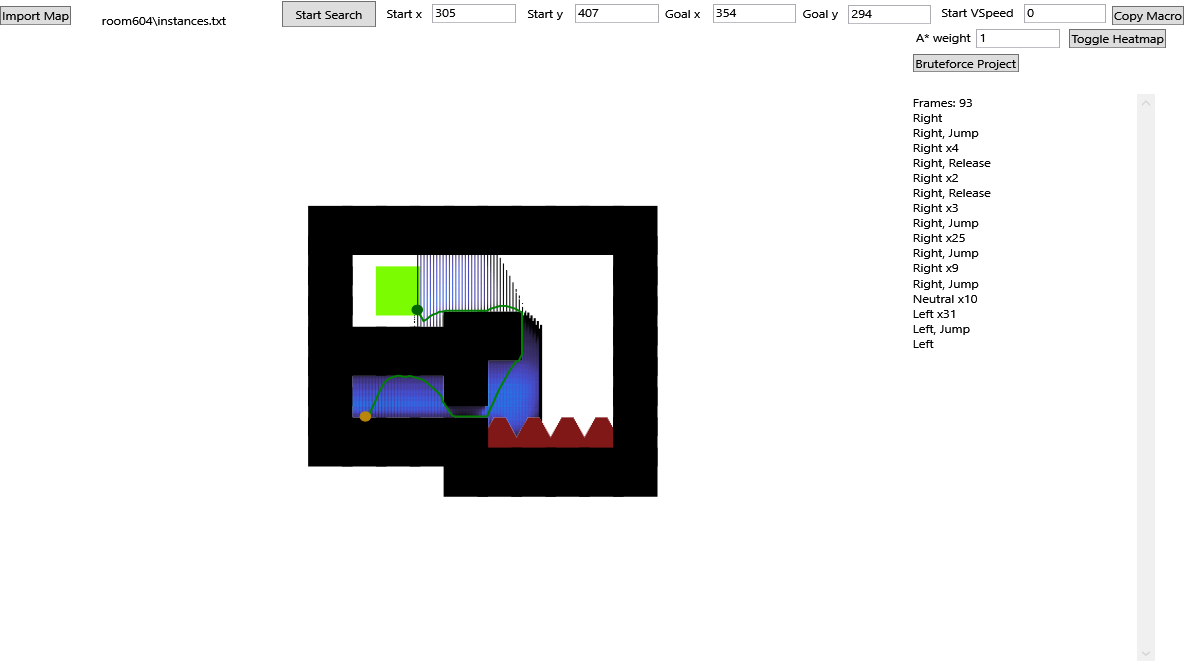 Import Map
room604\instances.txt
Start Search
Start x 305
Start y 407
Goal x 354
Goal y 294
Start VSpeed 0
Copy Macro
A* weight 1
Toggle Heatmap
Bruteforce Project
Frames: 93
Right
Right, Jump
Right x4
Right, Release
Right x2
Right, Release
Right x3
Right, Jump
Right x25
Right, Jump
Right x9
Right, Jump
Neutral x10
Left x31
Left, Jump
Left